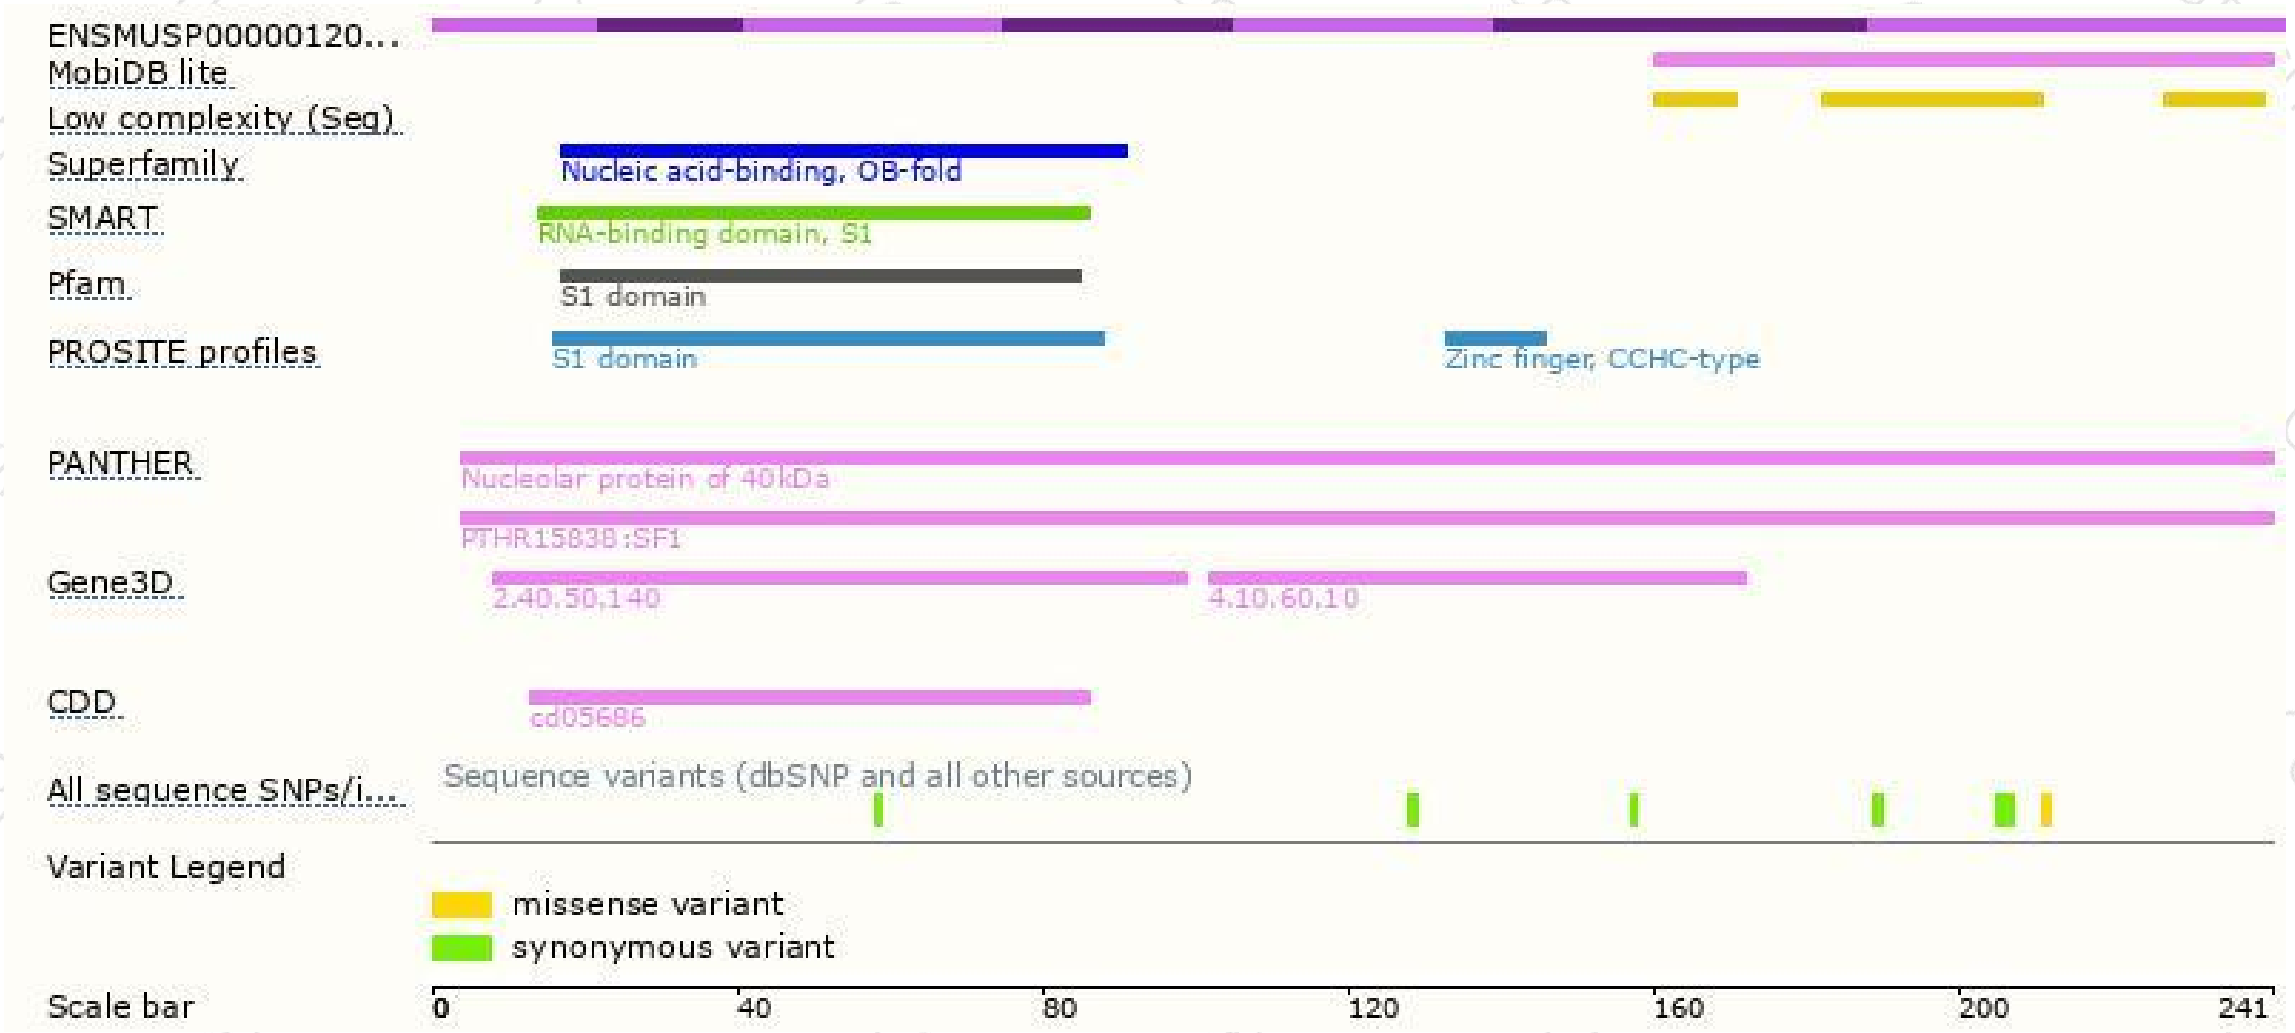 ENSMUSP00000120...
MobiDB lite
Low complexity (Seg)
Superfamily
Nucleic acid-binding, OB-fold
SMART
RNA-binding domain, S1
Pfam
S1 domain
PROSITE profiles
S1 domain
Zinc finger, CCHC-type
PANTHER
Nucleolar protein of 40kDa
PTHR15838:SF1
Gene3D
2.40.50.140
4.10.60.10
CDD
cd05686
All sequence SNPs/i...
Sequence variants (dbSNP and all other sources)
Variant Legend
missense variant
synonymous variant
Scale bar
0 40 80 120 160 200 241